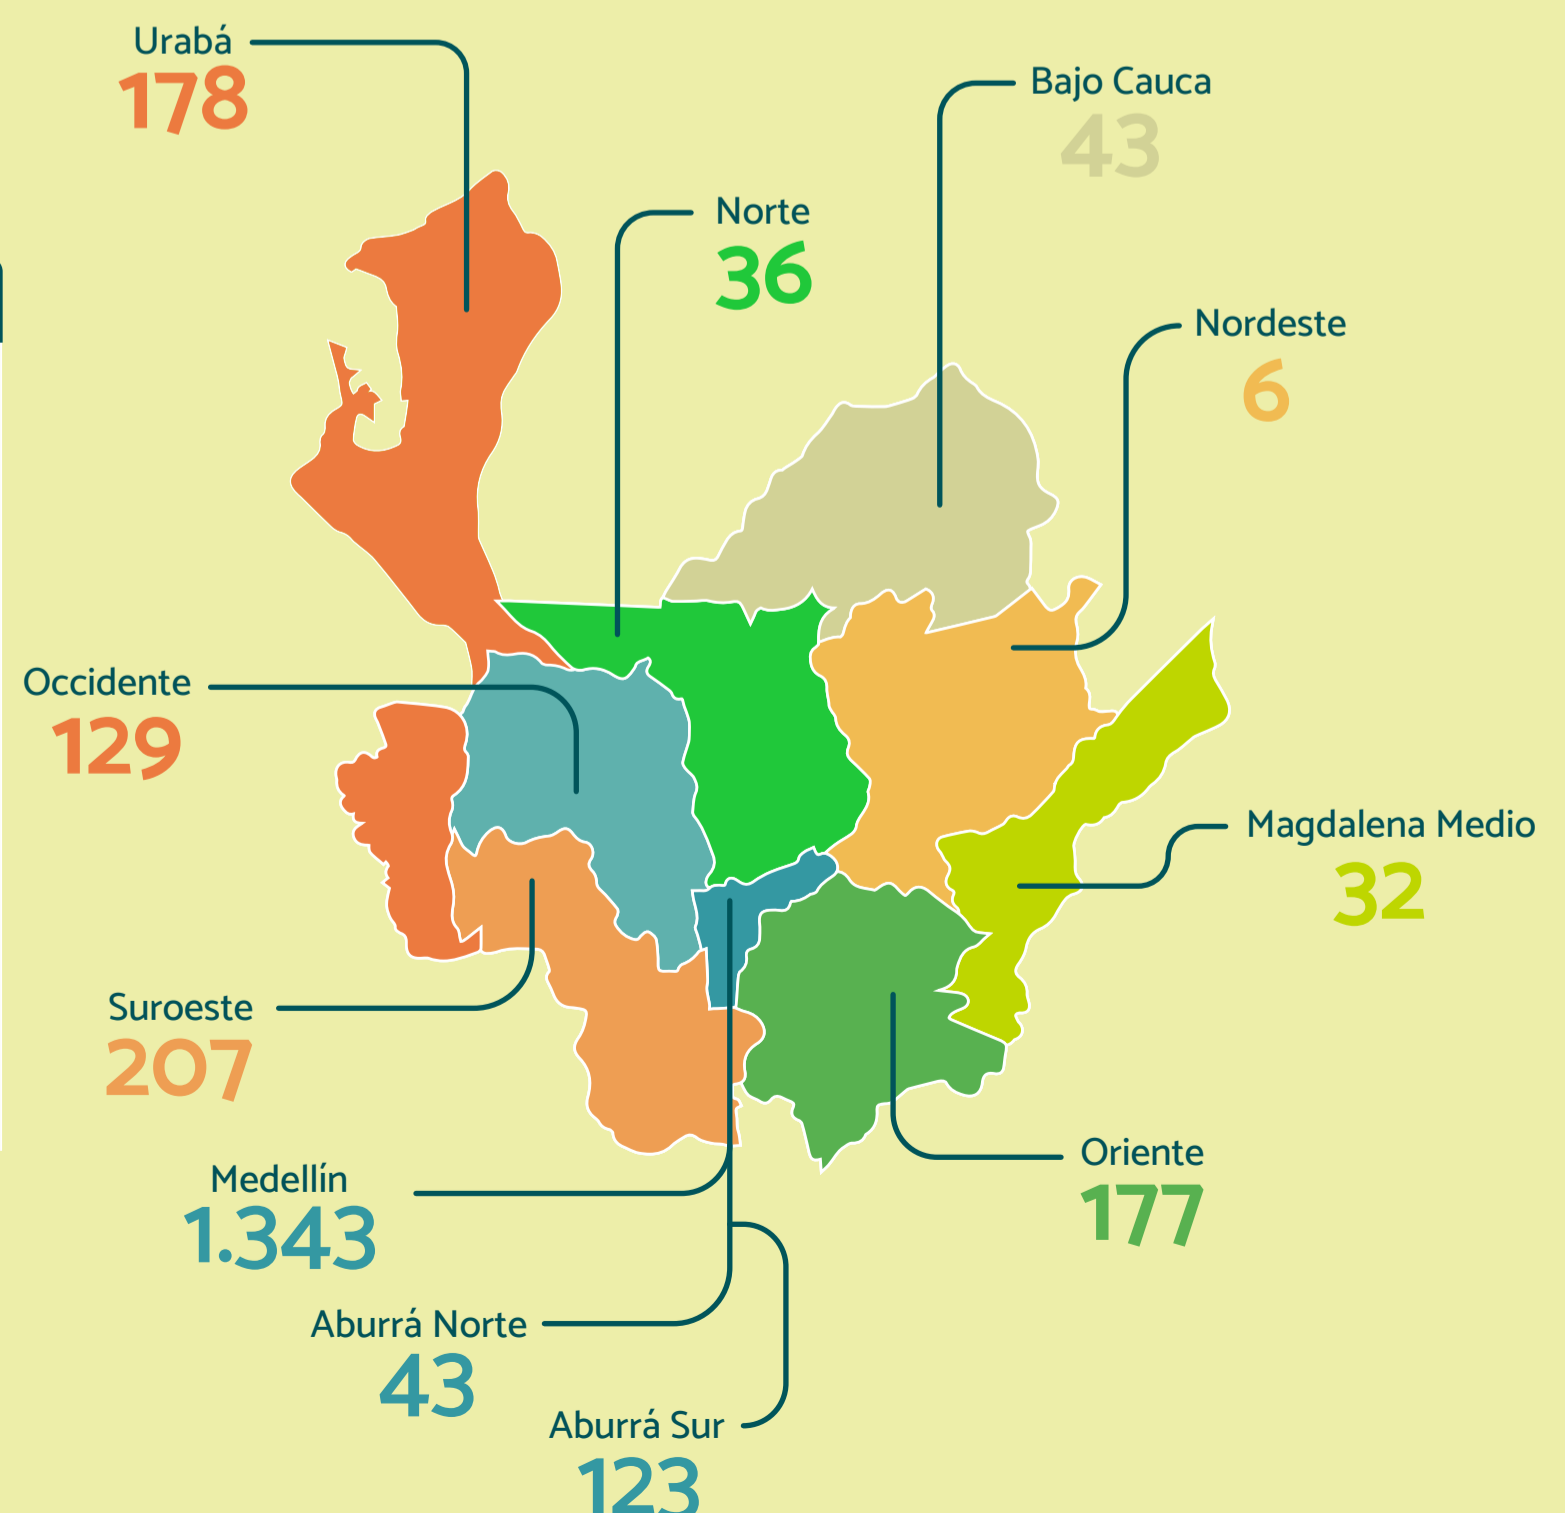 Urabá
178
Bajo Cauca
43
Norte
36
Nordeste
6
Occidente
129
Magdalena Medio
32
Suroeste
207
Oriente
177
Medellín
1.343
Aburrá Norte
43
Aburrá Sur
123